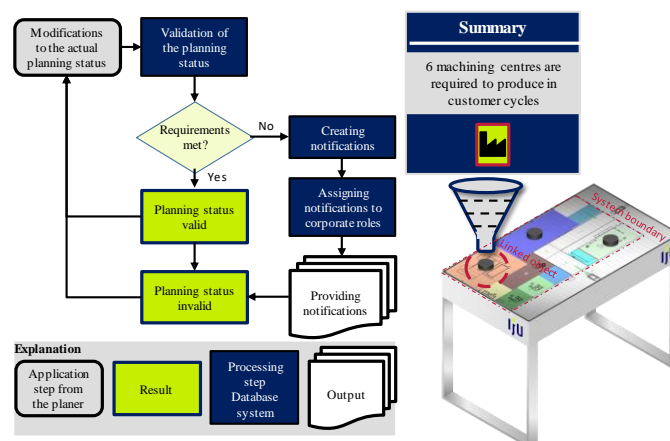 Modifications
to the actual
planning status
Validation of
the planning
status
Requirements
met?
No
Yes
Creating
notifications
Assigning
notifications to
corporate roles
Providing
notifications
Planning status
valid
Planning status
invalid
Summary
6 machining centres are
required to produce in
customer cycles
System boundary
Linked object
Explanation
Application
step from
the planer
Result
Processing
step
Database
system
Output